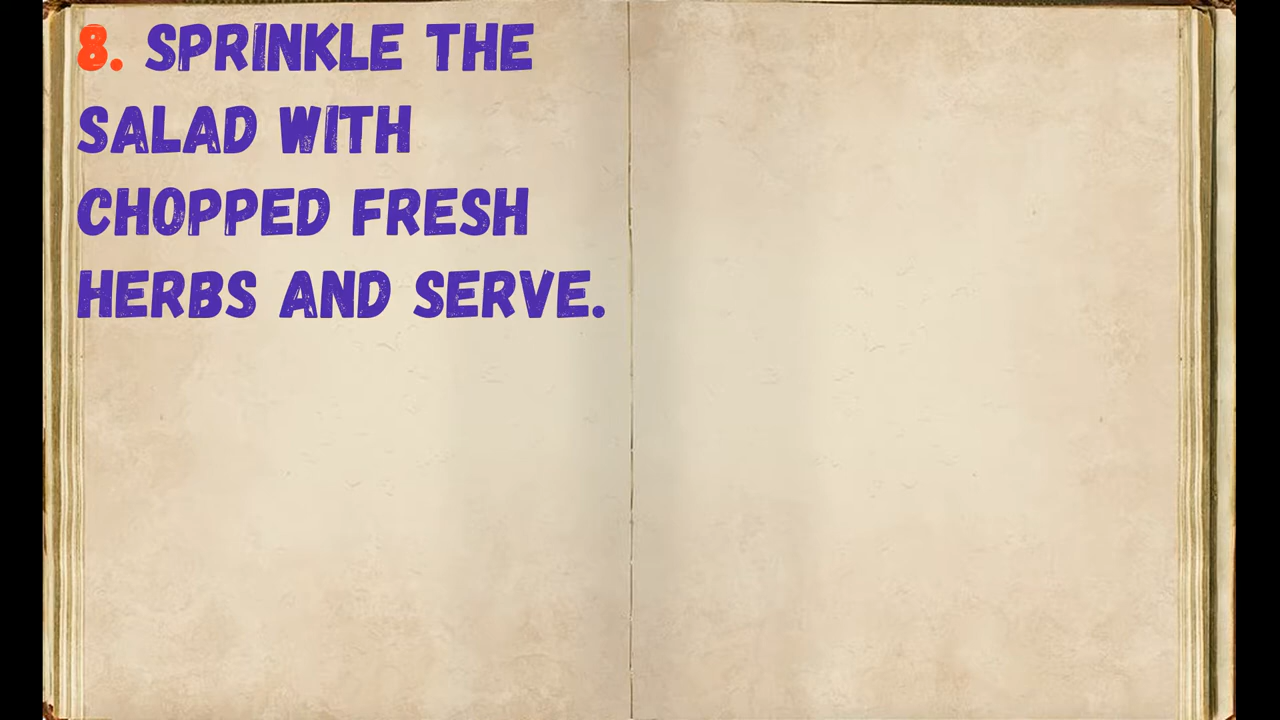 8. SPRINKLE THE
SALAD WITH
CHOPPED FRESH
HERBS AND SERVE.